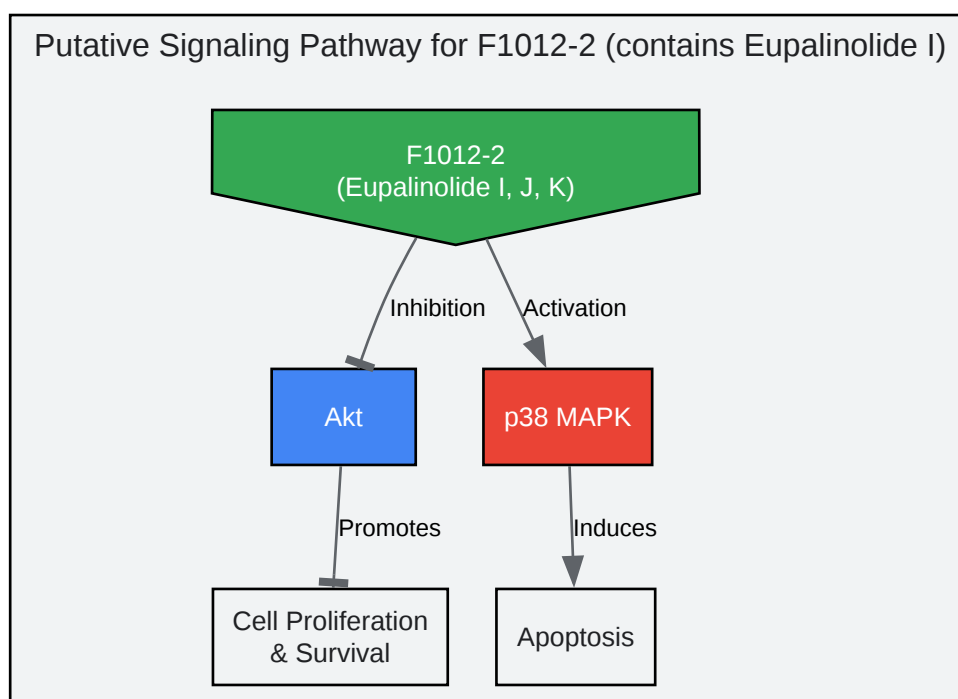 Putative Signaling Pathway for F1012-2 (contains Eupalinolide I)
F1012-2
(Eupalinolide I, J, K)
Inhibition
Activation
Akt
p38 MAPK
Promotes
Induces
Cell Proliferation
& Survival
Apoptosis